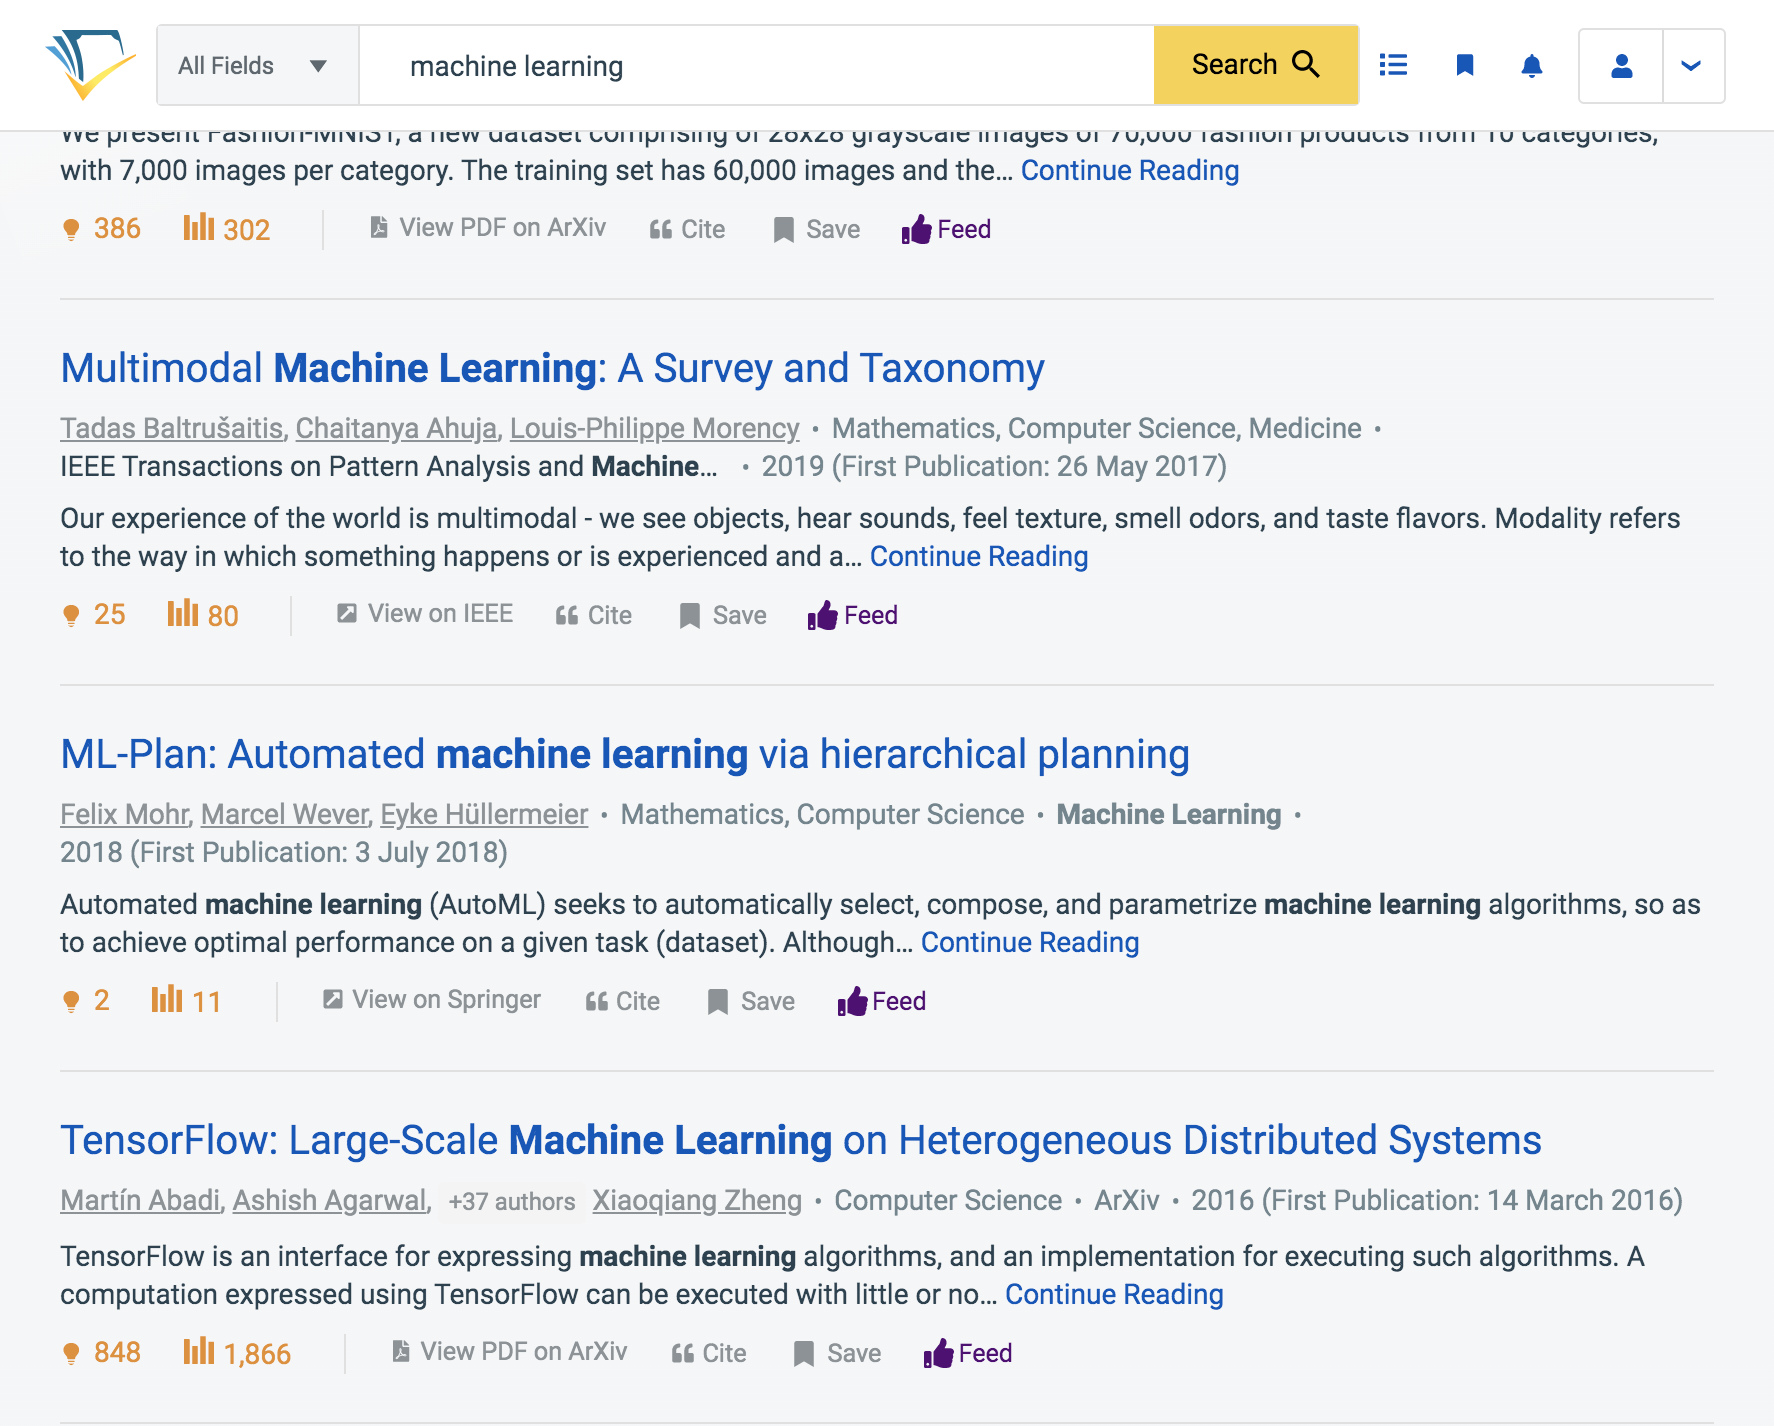 All Fields
machine learning
Search
We present Fashion-MNIST, a new dataset comprising of 28x28 grayscale images of 70,000 fashion products from 10 categories,
with 7,000 images per category. The training set has 60,000 images and the… Continue Reading
386 302 View PDF on ArXiv Cite Save Feed
Multimodal Machine Learning: A Survey and Taxonomy
Tadas Baltrušaitis, Chaitanya Ahuja, Louis-Philippe Morency • Mathematics, Computer Science, Medicine •
IEEE Transactions on Pattern Analysis and Machine… • 2019 (First Publication: 26 May 2017)
Our experience of the world is multimodal - we see objects, hear sounds, feel texture, smell odors, and taste flavors. Modality refers
to the way in which something happens or is experienced and a… Continue Reading
25 80 View on IEEE Cite Save Feed
ML-Plan: Automated machine learning via hierarchical planning
Felix Mohr, Marcel Wever, Eyke Hüllermeier • Mathematics, Computer Science • Machine Learning •
2018 (First Publication: 3 July 2018)
Automated machine learning (AutoML) seeks to automatically select, compose, and parametrize machine learning algorithms, so as
to achieve optimal performance on a given task (dataset). Although… Continue Reading
2 11 View on Springer Cite Save Feed
TensorFlow: Large-Scale Machine Learning on Heterogeneous Distributed Systems
Martín Abadi, Ashish Agarwal, +37 authors Xiaoqiang Zheng • Computer Science • ArXiv • 2016 (First Publication: 14 March 2016)
TensorFlow is an interface for expressing machine learning algorithms, and an implementation for executing such algorithms. A
computation expressed using TensorFlow can be executed with little or no… Continue Reading
848 1,866 View PDF on ArXiv Cite Save Feed